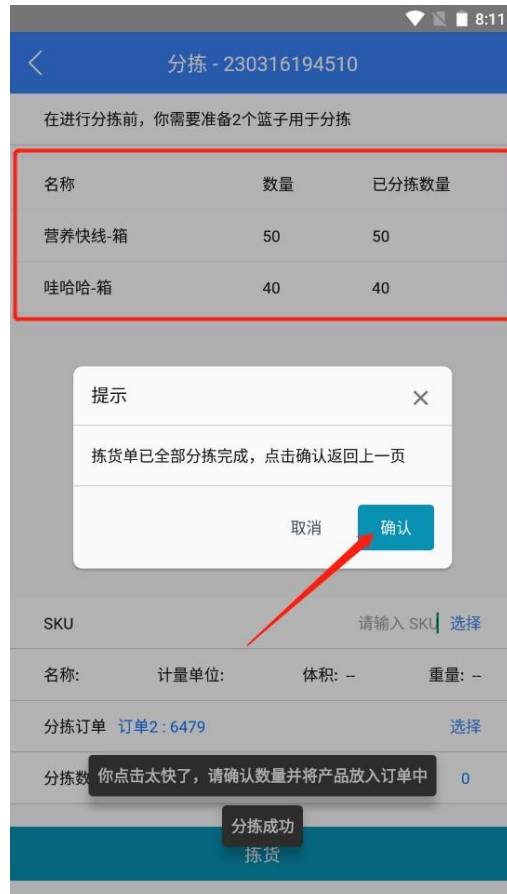 8:11
分拣 - 230316194510
在进行分拣前，你需要准备2个篮子用于分拣
名称 数量 已分拣数量
营养快线-箱 50 50
哇哈哈-箱 40 40
提示
拣货单已全部分拣完成，点击确认返回上一页
取消 确认
SKU 请输入 SKU 选择
名称: 计量单位: 体积: -- 重量: --
分拣订单 订单2 : 6479 选择
分拣数 0
你点击太快了，请确认数量并将产品放入订单中
分拣成功
拣货